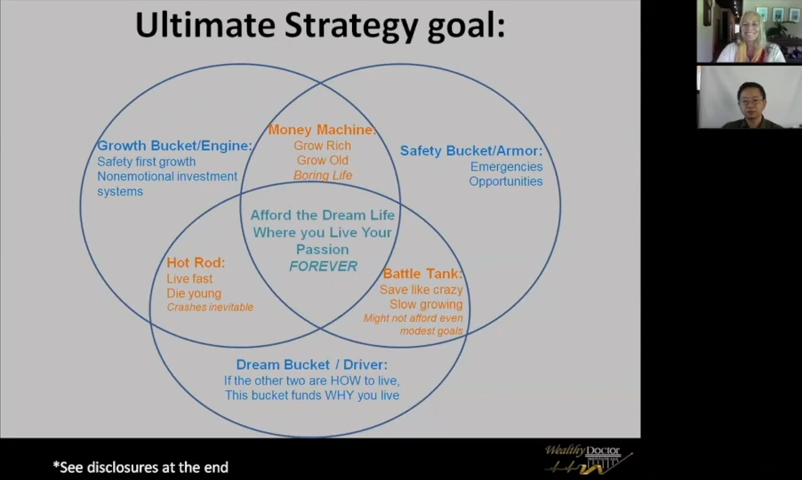 Ultimate Strategy goal:
Growth Bucket/Engine:
Safety first growth
Nonemotional investment
systems
Money Machine:
Grow Rich
Grow Old
Boring Life
Safety Bucket/Armor:
Emergencies
Opportunities
Afford the Dream Life
Where you Live Your
Passion
FOREVER
Hot Rod:
Live fast
Die young
Crashes inevitable
Battle Tank:
Save like crazy
Slow growing
Might not afford even
modest goals
Dream Bucket / Driver:
If the other two are HOW to live,
This bucket funds WHY you live
*See disclosures at the end
Wealthy Doctor